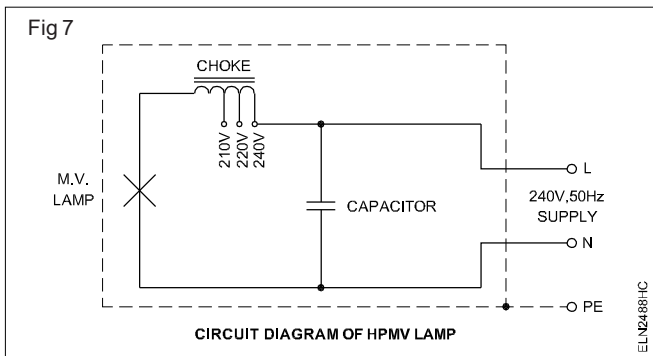 Fig 7
CHOKE
210V
220V
240V
M.V.
LAMP
CAPACITOR
L
240V,50Hz
SUPPLY
N
PE
CIRCUIT DIAGRAM OF HPMV LAMP
ELN2488HC